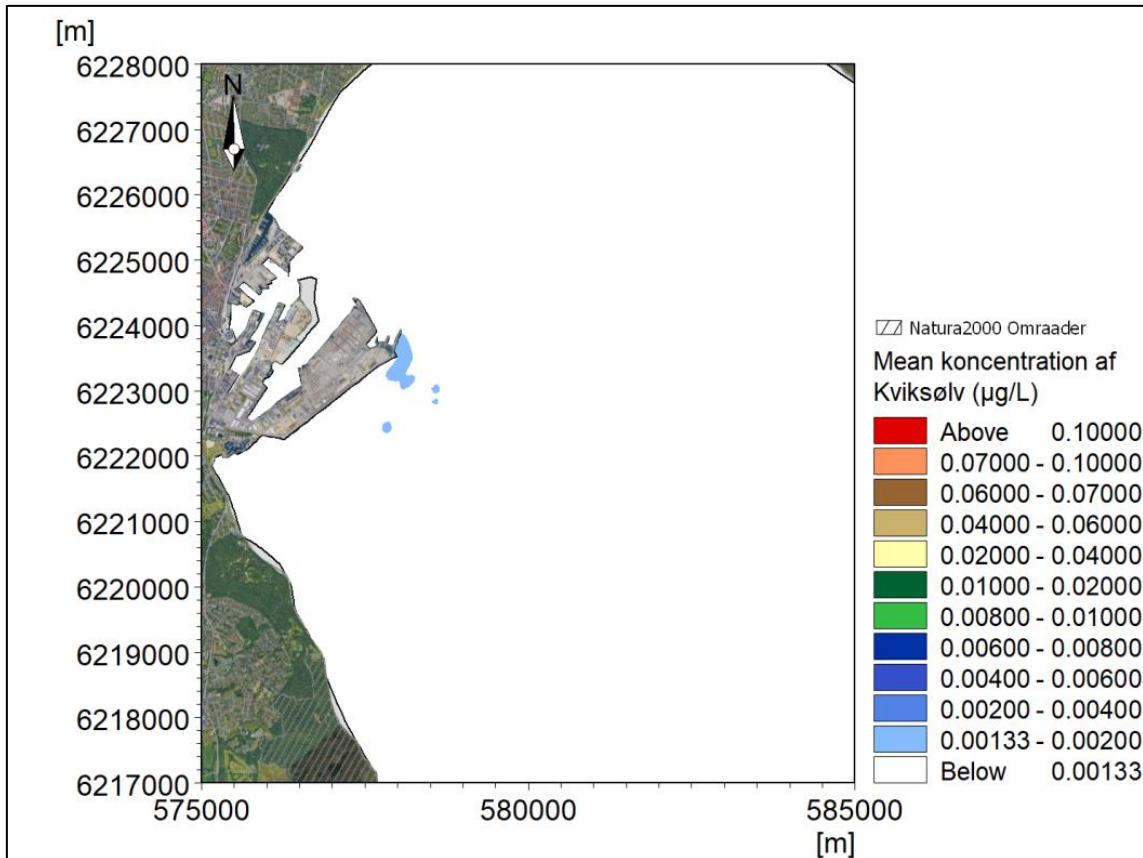 [m]
6228000
6227000
6226000
6225000
6224000
6223000
6222000
6221000
6220000
6219000
6218000
6217000
575000
580000
585000
[m]
N
Natura2000 Omraader
Mean koncentration af
Kviksølv (µg/L)
Above 0.10000
0.07000 - 0.10000
0.06000 - 0.07000
0.04000 - 0.06000
0.02000 - 0.04000
0.01000 - 0.02000
0.00800 - 0.01000
0.00600 - 0.00800
0.00400 - 0.00600
0.00200 - 0.00400
0.00133 - 0.00200
Below 0.00133